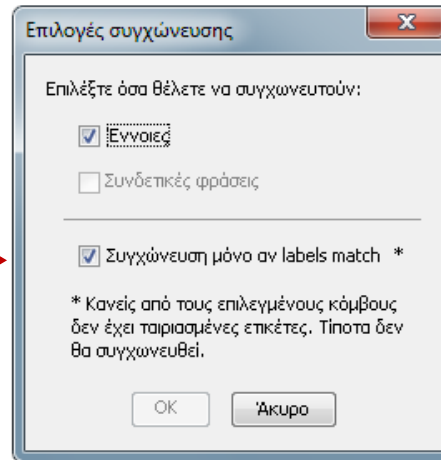 Επιλογές συγχώνευσης
Επιλέξτε όσα θέλετε να συγχωνευτούν:
Έννοιες
Συνδετικές φράσεις
Συγχώνευση μόνο αν labels match *
* Κανείς από τους επιλεγμένους κόμβους
δεν έχει ταιριασμένες ετικέτες. Τίποτα δεν
θα συγχωνευθεί.
OK
Άκυρο